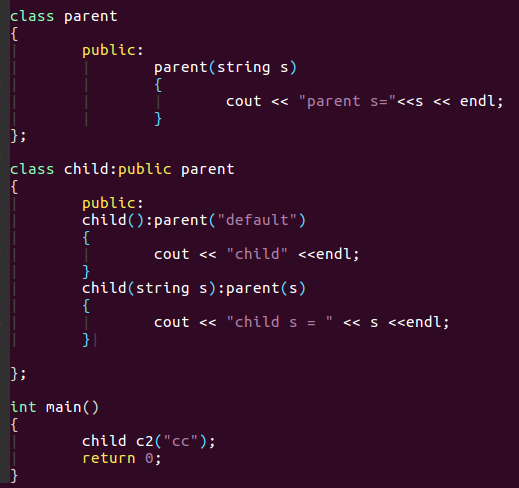 class parent
{
        public:
                parent(string s)
                {
                        cout << "parent s="<<s << endl;
                }
};

class child:public parent
{
        public:
        child():parent("default")
        {
                cout << "child" <<endl;
        }
        child(string s):parent(s)
        {
                cout << "child s = " << s <<endl;
        }

};

int main()
{
        child c2("cc");
        return 0;
}